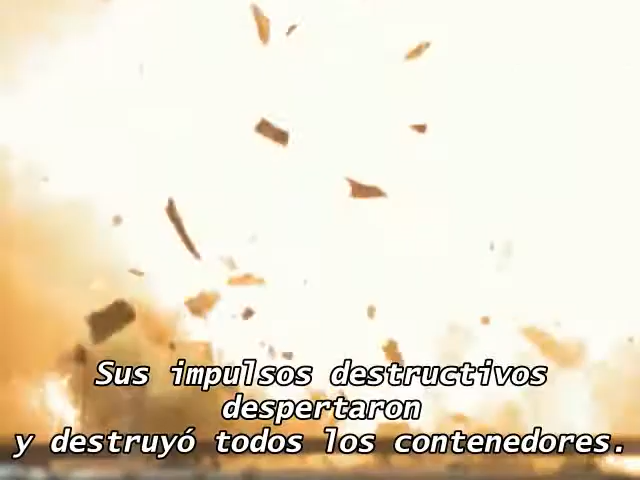 Sus impulsos destructivos
despertaron
y destruyó todos los contenedores.